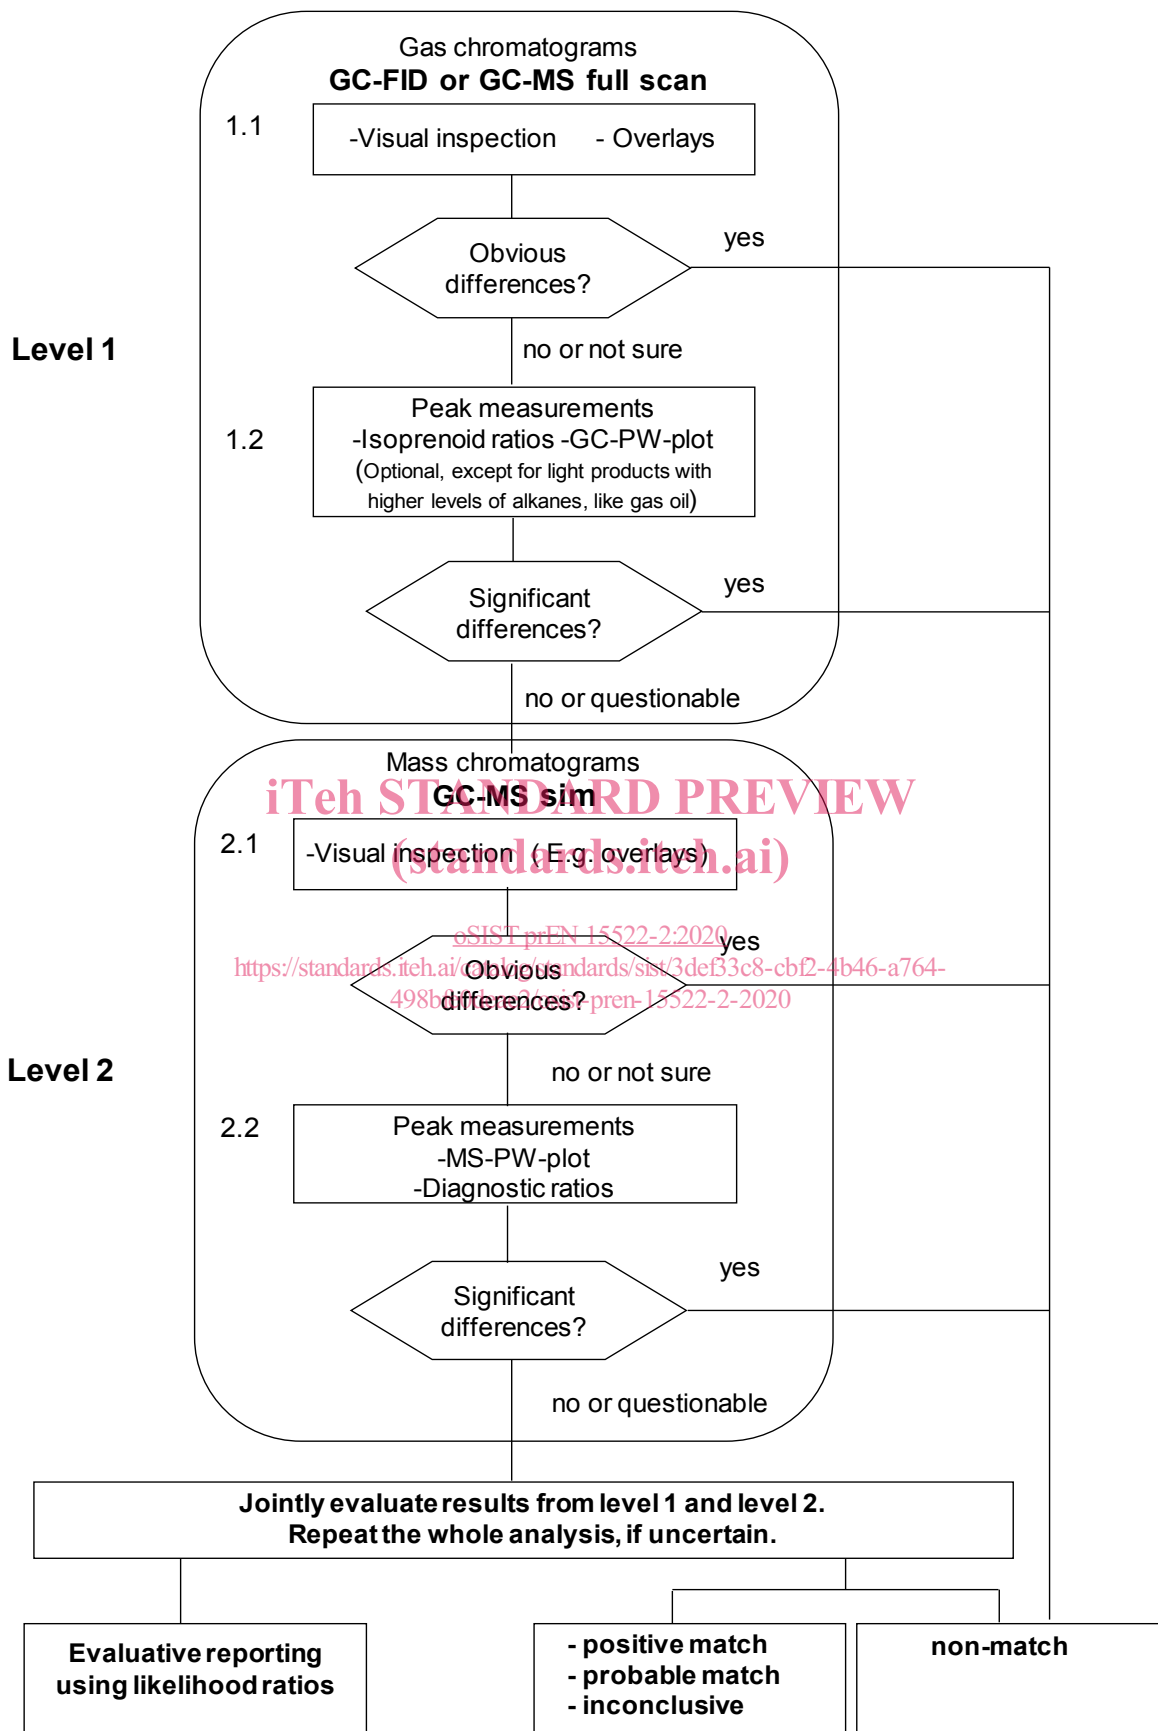 Gas chromatograms
GC-FID or GC-MS full scan
1.1
-Visual inspection - Overlays
yes
Obvious
differences?
Level 1
no or not sure
1.2
Peak measurements
-Isoprenoid ratios -GC-PW-plot
(Optional, except for light products with
higher levels of alkanes, like gas oil)
yes
Significant
differences?
no or questionable
Mass chromatograms
iTeh STANDARD PREVIEW
GC-MS sim
2.1
-Visual inspection ( E.g. overlays)
(standards.iteh.ai)
oSIST prEN 15522-2:2020
yes
https://standards.iteh.ai/catalog/standards/sist/3def33c8-cbf2-4b46-a764-
Obvious
differences?
Level 2
no or not sure
2.2
Peak measurements
-MS-PW-plot
-Diagnostic ratios
yes
Significant
differences?
no or questionable
Jointly evaluate results from level 1 and level 2.
Repeat the whole analysis, if uncertain.
Evaluative reporting
using likelihood ratios
- positive match
- probable match
- inconclusive
non-match